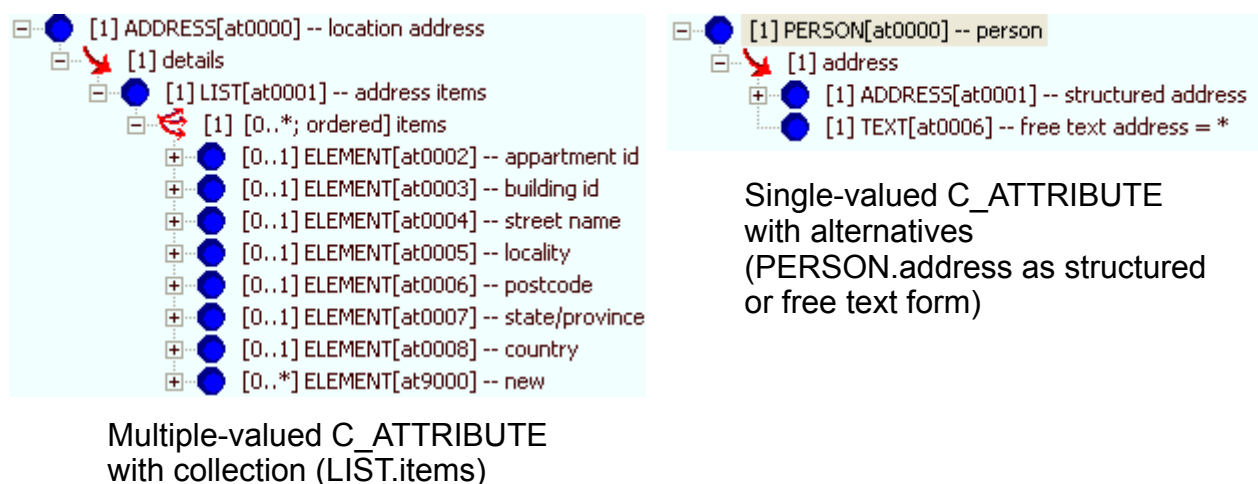 [1] ADDRESS[at0000] -- location address
[1] details
[1] LIST[at0001] -- address items
[1] [0..*; ordered] items
[0..1] ELEMENT[at0002] -- appartment id
[0..1] ELEMENT[at0003] -- building id
[0..1] ELEMENT[at0004] -- street name
[0..1] ELEMENT[at0005] -- locality
[0..1] ELEMENT[at0006] -- postcode
[0..1] ELEMENT[at0007] -- state/province
[0..1] ELEMENT[at0008] -- country
[0..*] ELEMENT[at9000] -- new
Multiple-valued C_ATTRIBUTE
with collection (LIST.items)
[1] PERSON[at0000] -- person
[1] address
[1] ADDRESS[at0001] -- structured address
[1] TEXT[at0006] -- free text address = *
Single-valued C_ATTRIBUTE
with alternatives
(PERSON.address as structured
or free text form)